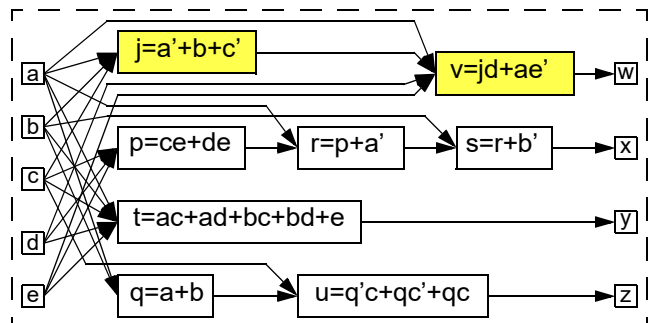 j=a’+b+c’
v=jd+ae’
a
w
b
p=ce+de
r=p+a’
s=r+b’
x
c
t=ac+ad+bc+bd+e
y
d
e
q=a+b
u=q’c+qc’+qc
z